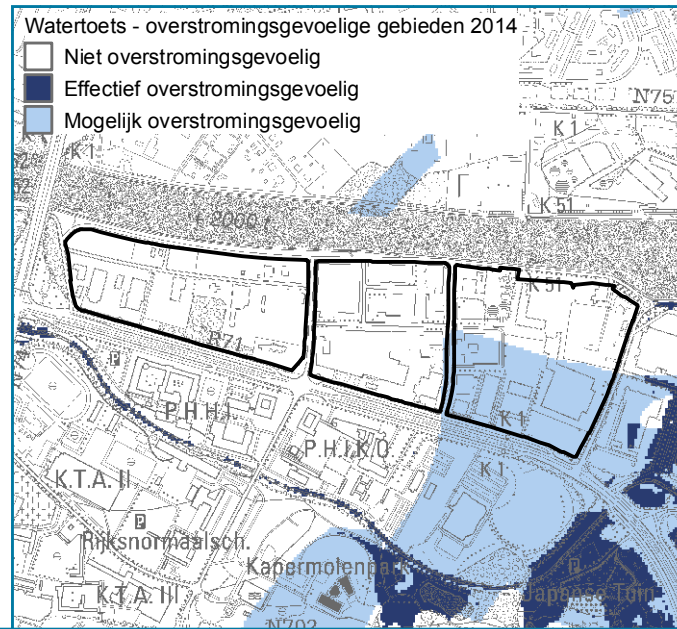 Watertoets - overstromingsgevoelige gebieden 2014
Niet overstromingsgevoelig
Effectief overstromingsgevoelig
Mogelijk overstromingsgevoelig
N75
K 1
K 1
K 51
t 2000 t
K 51
R71
P
P.H.H.I.
K 1
P.H.I.K.O
K 1
K.T.A. II
P
Rijksnormaalsch.
Kapermolenpark
P
Japanse Tuin
K.T.A. III
N702